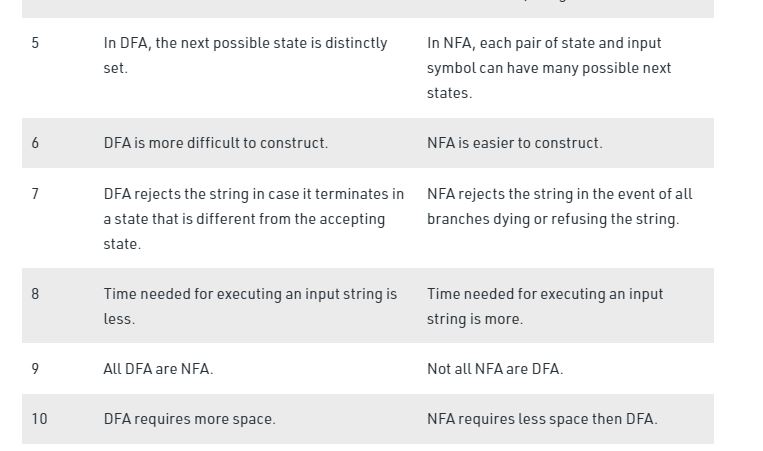 5
In DFA, the next possible state is distinctly
set.
In NFA, each pair of state and input
symbol can have many possible next
states.
6
DFA is more difficult to construct.
NFA is easier to construct.
7
DFA rejects the string in case it terminates in
a state that is different from the accepting
state.
NFA rejects the string in the event of all
branches dying or refusing the string.
8
Time needed for executing an input string is
less.
Time needed for executing an input
string is more.
9
All DFA are NFA.
Not all NFA are DFA.
10
DFA requires more space.
NFA requires less space then DFA.